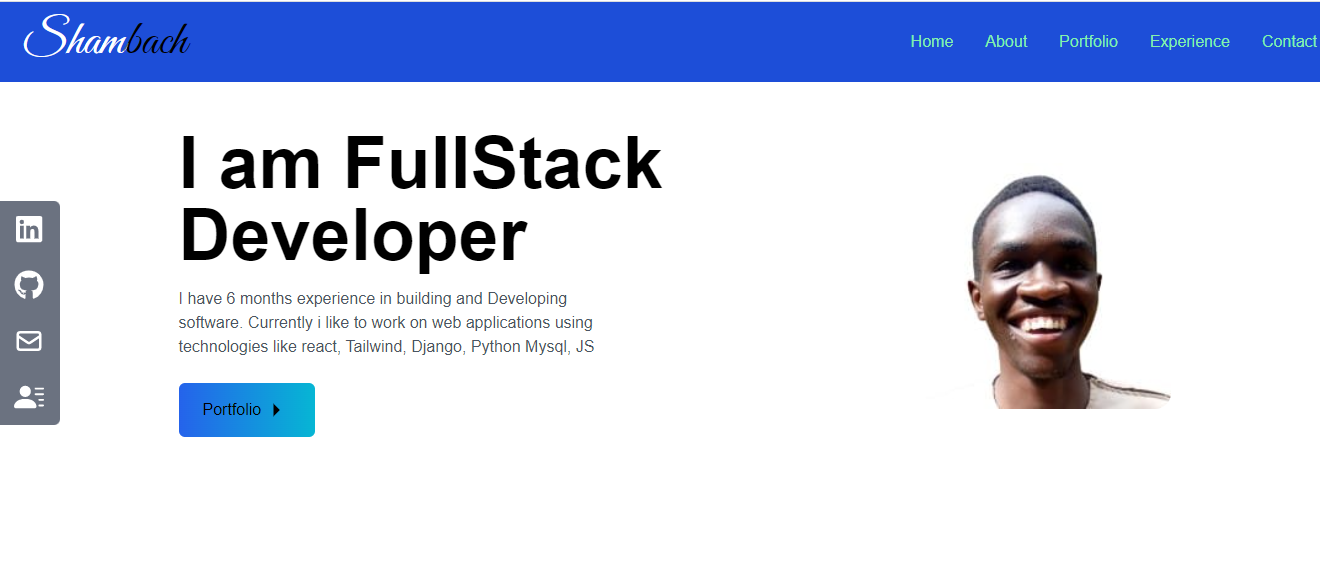 Shambach
Home About Portfolio Experience Contact
I am FullStack
Developer
I have 6 months experience in building and Developing
software. Currently i like to work on web applications using
technologies like react, Tailwind, Django, Python Mysql, JS
in
Portfolio